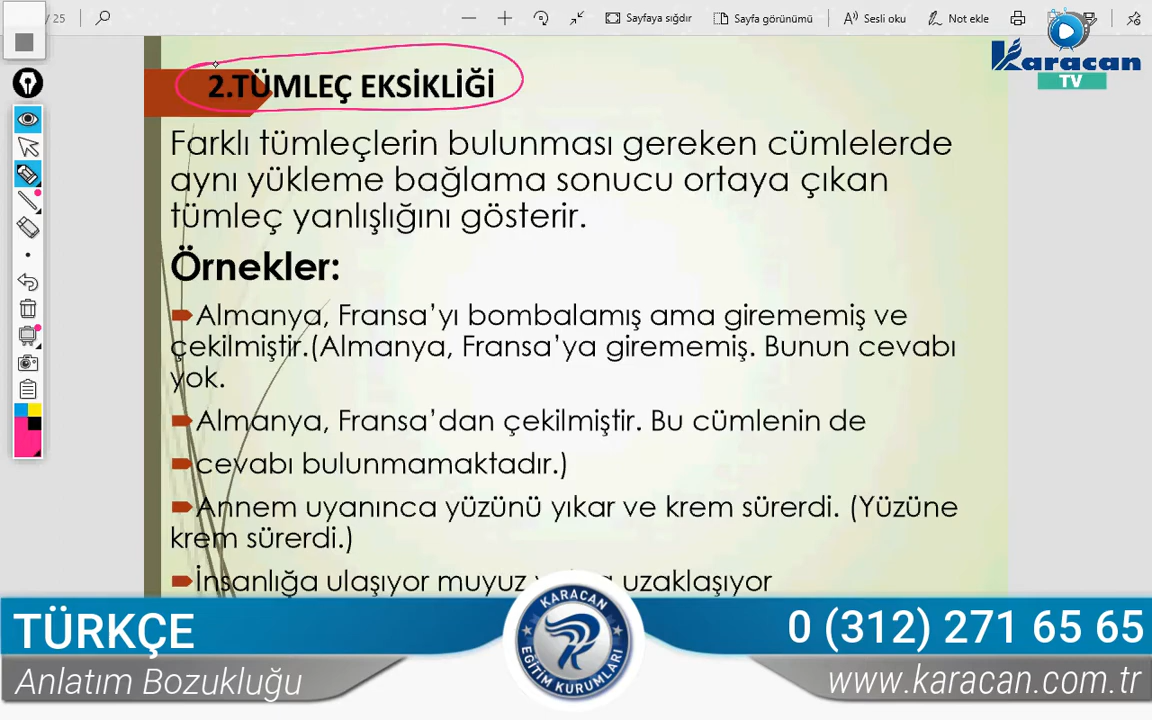 / 25
Sayfaya sığdır
Sayfa görünümü
Sesli oku
Not ekle
Karacan
TV
2.TÜMLEÇ EKSİKLİĞİ
Farklı tümleçlerin bulunması gereken cümlelerde
aynı yükleme bağlama sonucu ortaya çıkan
tümleç yanlışlığını gösterir.
Örnekler:
Almanya, Fransa’yı bombalamış ama girememiş ve
çekilmiştir.(Almanya, Fransa’ya girememiş. Bunun cevabı
yok.
Almanya, Fransa’dan çekilmiştir. Bu cümlenin de
cevabı bulunmamaktadır.)
Annem uyanınca yüzünü yıkar ve krem sürerdi. (Yüzüne
krem sürerdi.)
İnsanlığa ulaşıyor muyuz uzaklaşıyor
TÜRKÇE
Anlatım Bozukluğu
KARACAN
EĞİTİM KURUMLARI
0 (312) 271 65 65
www.karacan.com.tr